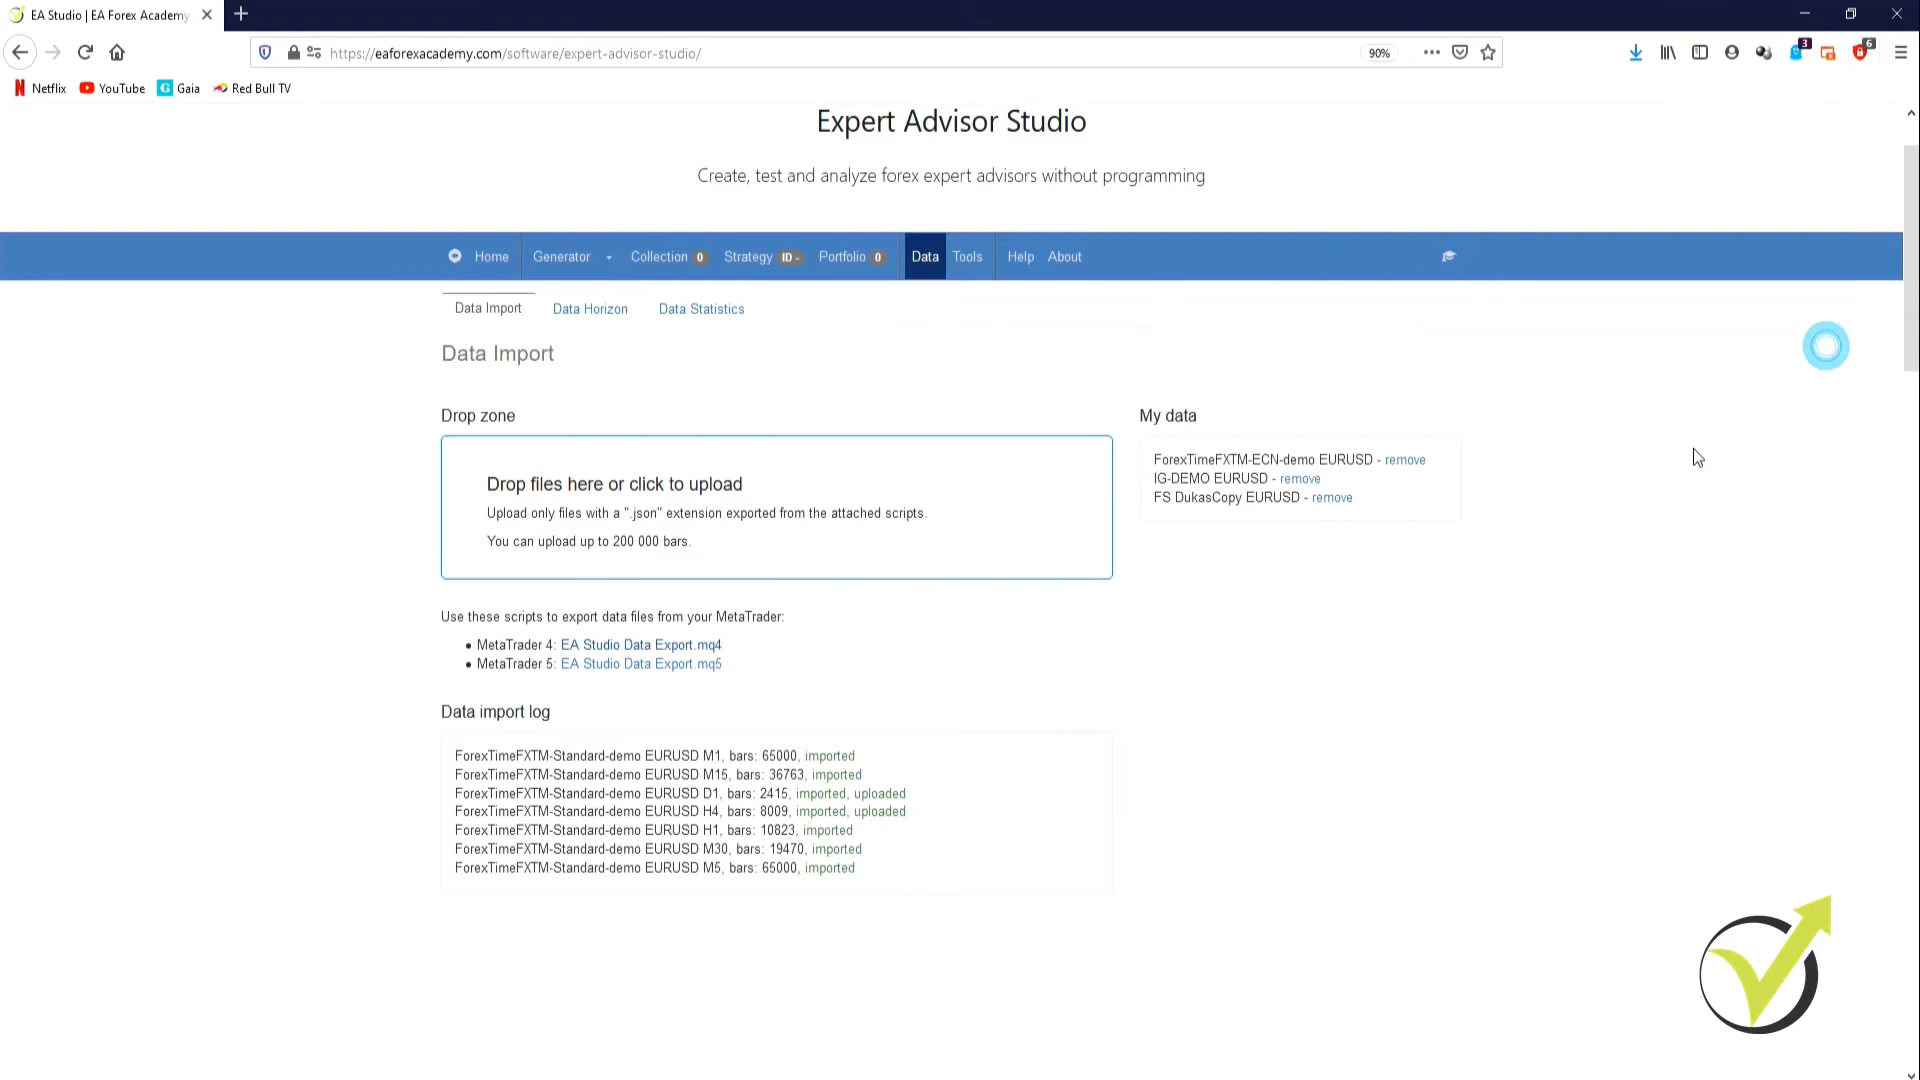 EA Studio | EA Forex Academy
https://eaforexacademy.com/software/expert-advisor-studio/
90%
3
6
Netflix
YouTube
G Gaia
Red Bull TV
Expert Advisor Studio
Create, test and analyze forex expert advisors without programming
Home Generator Collection 0 Strategy ID - Portfolio 0 Data Tools Help About
Data Import Data Horizon Data Statistics
Data Import
Drop zone
Drop files here or click to upload
Upload only files with a ".json" extension exported from the attached scripts.
You can upload up to 200 000 bars.
My data
ForexTimeFXTM-ECN-demo EURUSD - remove
IG-DEMO EURUSD - remove
FS DukasCopy EURUSD - remove
Use these scripts to export data files from your MetaTrader:
• MetaTrader 4: EA Studio Data Export.mq4
• MetaTrader 5: EA Studio Data Export.mq5
Data import log
ForexTimeFXTM-Standard-demo EURUSD M1, bars: 65000, imported
ForexTimeFXTM-Standard-demo EURUSD M15, bars: 36763, imported
ForexTimeFXTM-Standard-demo EURUSD D1, bars: 2415, imported, uploaded
ForexTimeFXTM-Standard-demo EURUSD H4, bars: 8009, imported, uploaded
ForexTimeFXTM-Standard-demo EURUSD H1, bars: 10823, imported
ForexTimeFXTM-Standard-demo EURUSD M30, bars: 19470, imported
ForexTimeFXTM-Standard-demo EURUSD M5, bars: 65000, imported